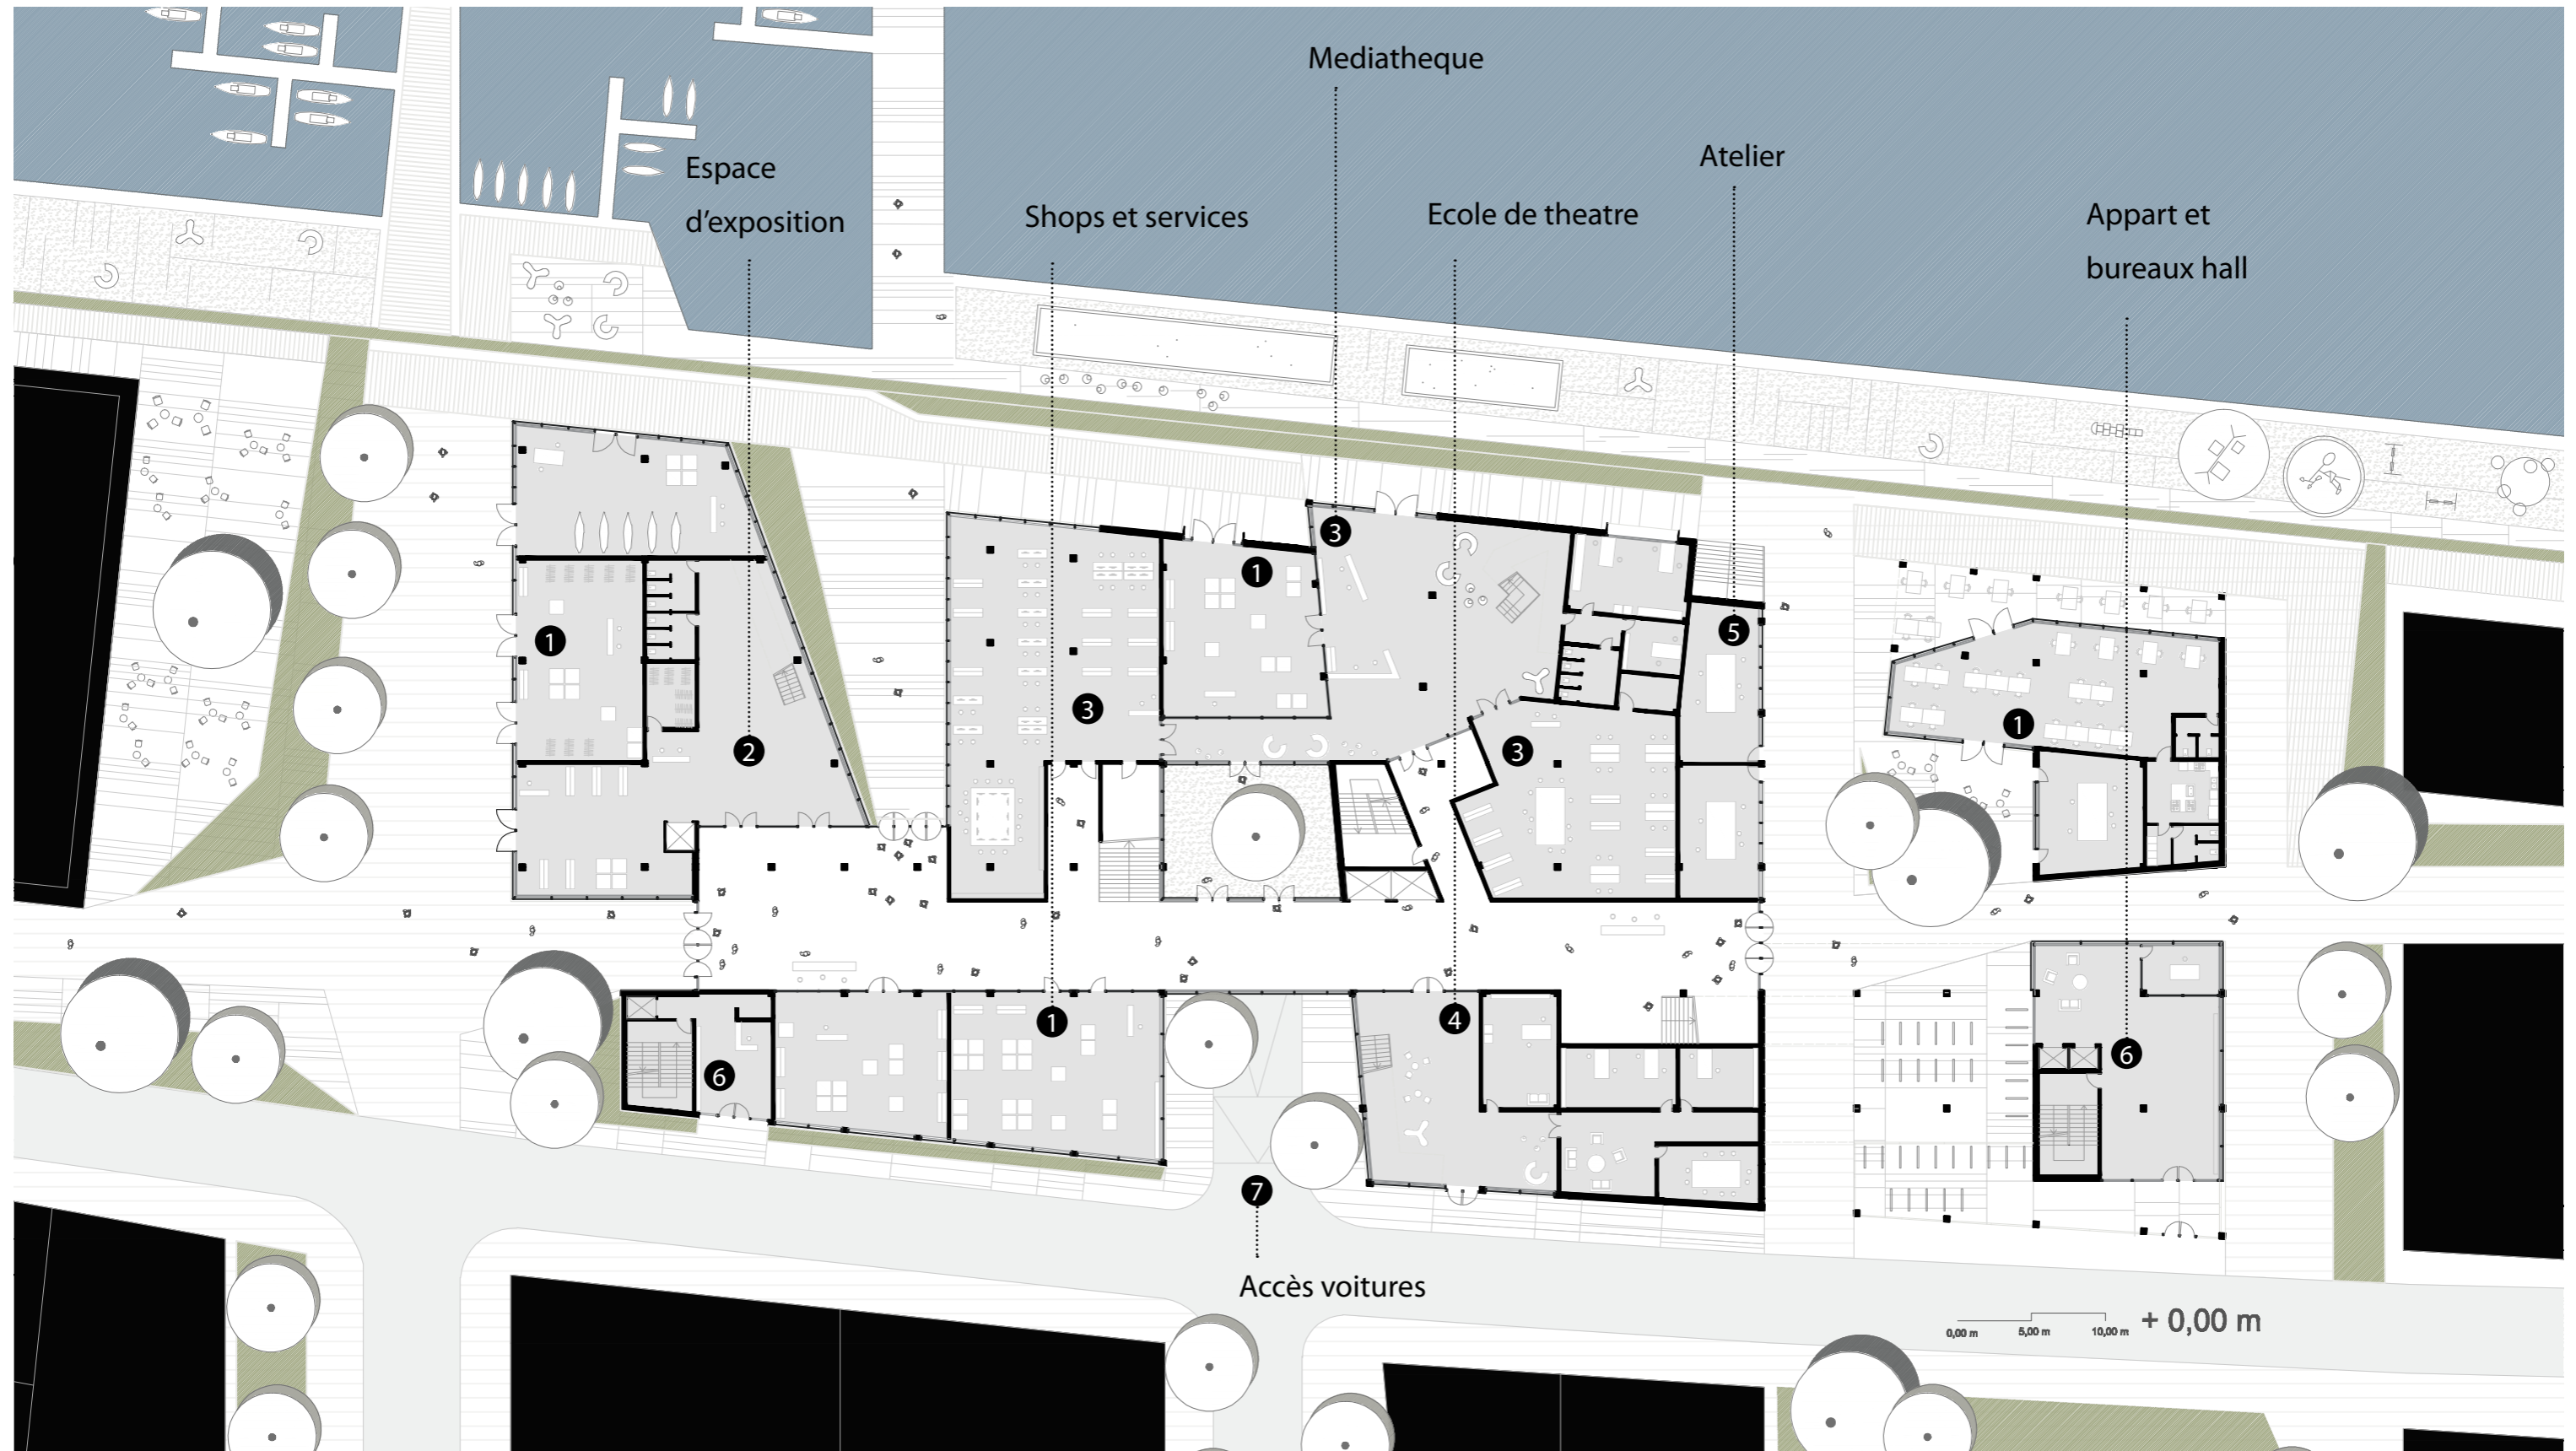 Mediatheque
Atelier
Espace
d’exposition
Shops et services
Ecole de theatre
Appart et
bureaux hall
3
1
5
1
3
1
2
3
4
1
6
6
7
Accès voitures
0,00 m 5,00 m 10,00 m + 0,00 m